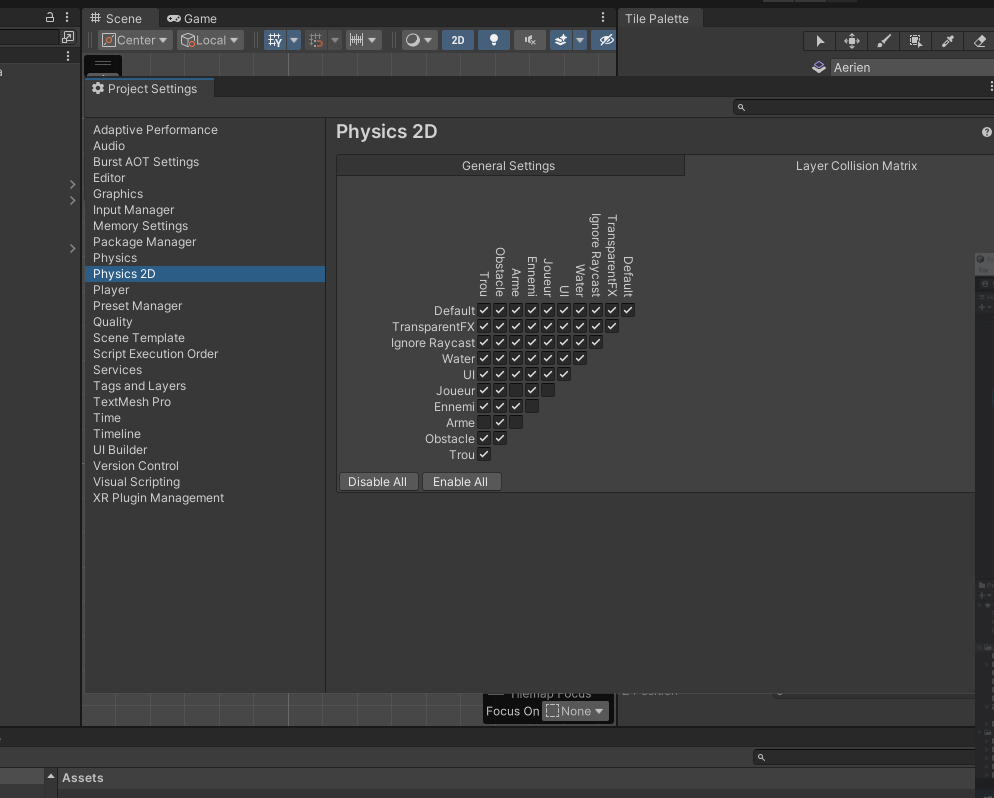 Scene
Game
Tile Palette
Center
Local
2D
Aerien
Project Settings
Adaptive Performance
Audio
Burst AOT Settings
Editor
Graphics
Input Manager
Memory Settings
Package Manager
Physics
Physics 2D
Player
Preset Manager
Quality
Scene Template
Script Execution Order
Services
Tags and Layers
TextMesh Pro
Time
Timeline
UI Builder
Version Control
Visual Scripting
XR Plugin Management
Physics 2D
General Settings
Layer Collision Matrix
Trou
Obstacle
Arme
Ennemi
Joueur
UI
Water
Ignore Raycast
TransparentFX
Default
Default
TransparentFX
Ignore Raycast
Water
UI
Joueur
Ennemi
Arme
Obstacle
Trou
Disable All
Enable All
Tilemap Focus
Focus On
None
Assets